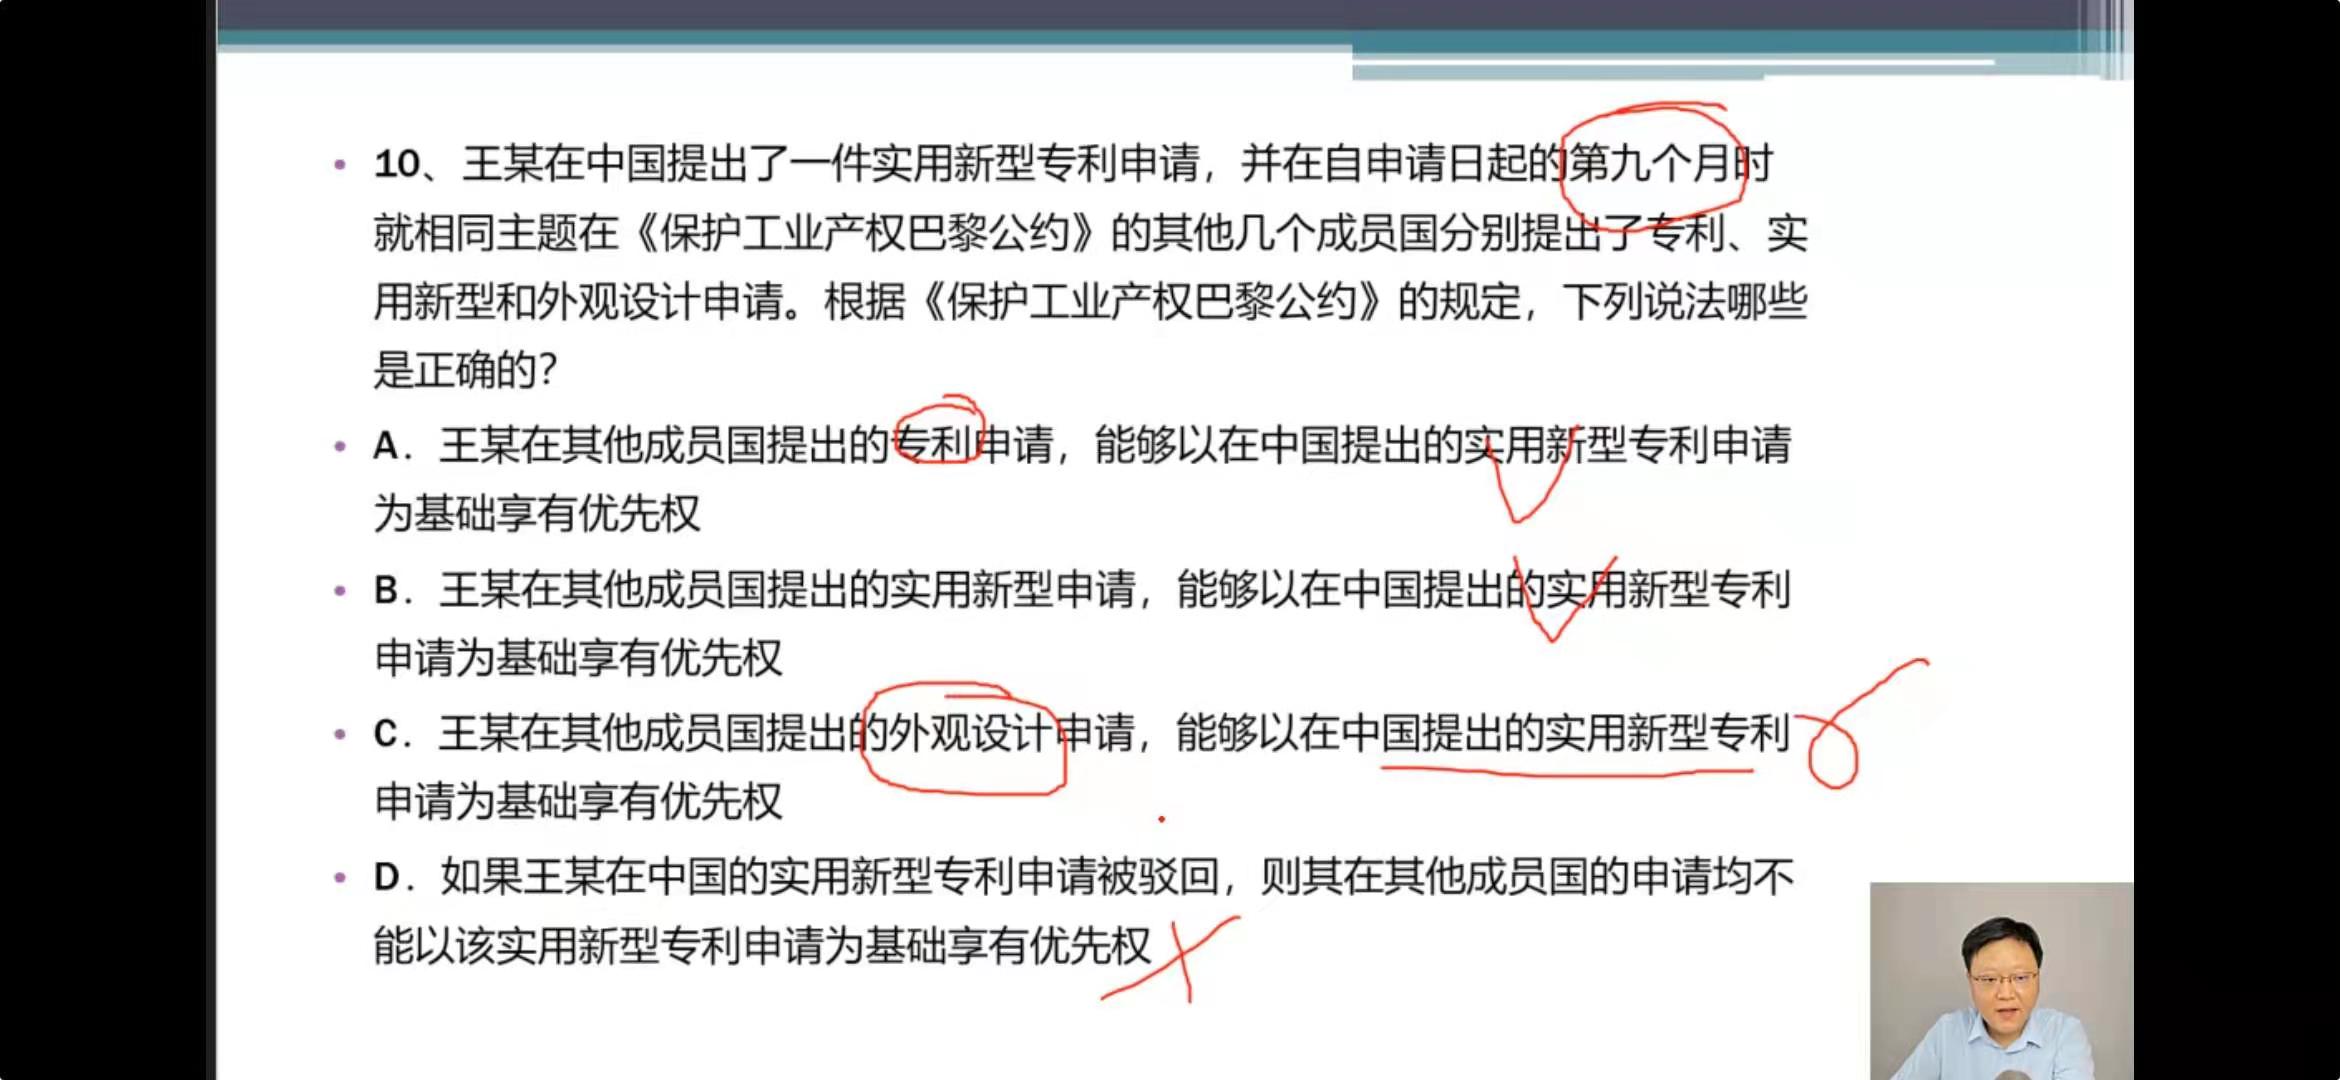 10、王某在中国提出了一件实用新型专利申请，并在自申请日起的第九个月时
就相同主题在《保护工业产权巴黎公约》的其他几个成员国分别提出了专利、实
用新型和外观设计申请。根据《保护工业产权巴黎公约》的规定，下列说法哪些
是正确的？
A．王某在其他成员国提出的专利申请，能够以在中国提出的实用新型专利申请
为基础享有优先权
B．王某在其他成员国提出的实用新型申请，能够以在中国提出的实用新型专利
申请为基础享有优先权
C．王某在其他成员国提出的外观设计申请，能够以在中国提出的实用新型专利
申请为基础享有优先权
D．如果王某在中国的实用新型专利申请被驳回，则其在其他成员国的申请均不
能以该实用新型专利申请为基础享有优先权